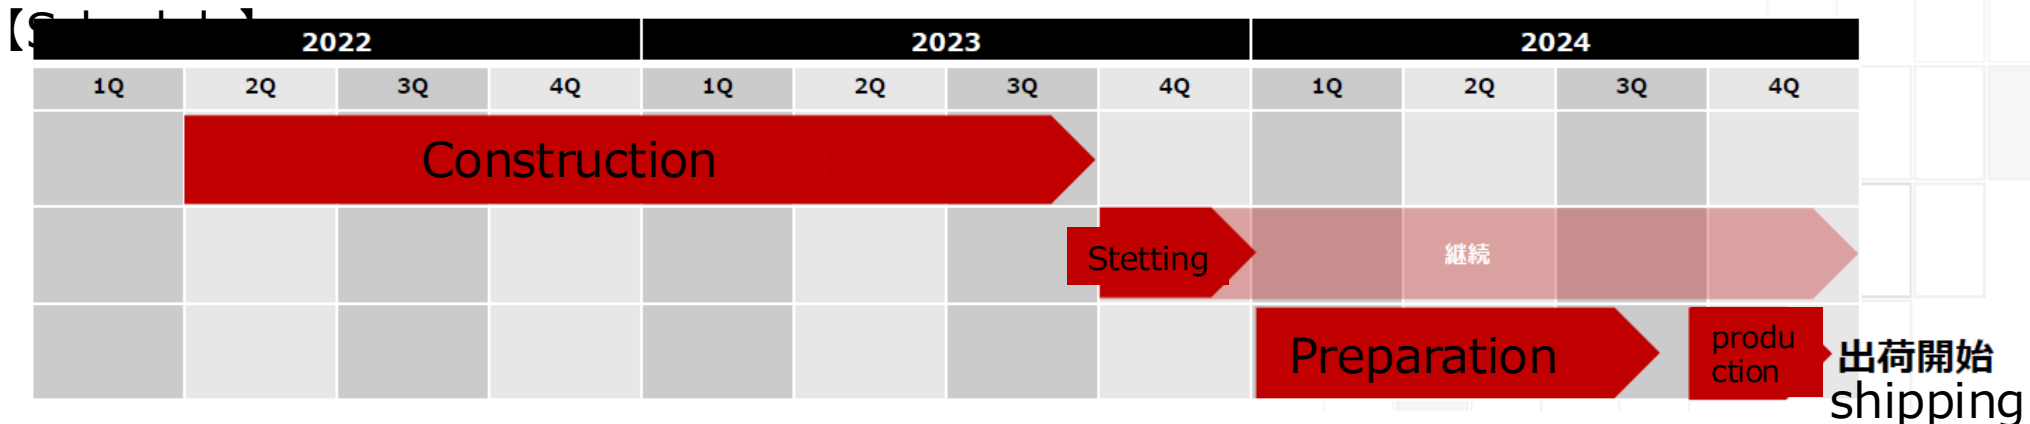 2022 2023 2024
1Q 2Q 3Q 4Q 1Q 2Q 3Q 4Q 1Q 2Q 3Q 4Q
Construction
Stetting 継続
Preparation
produ
ction
出荷開始
shipping